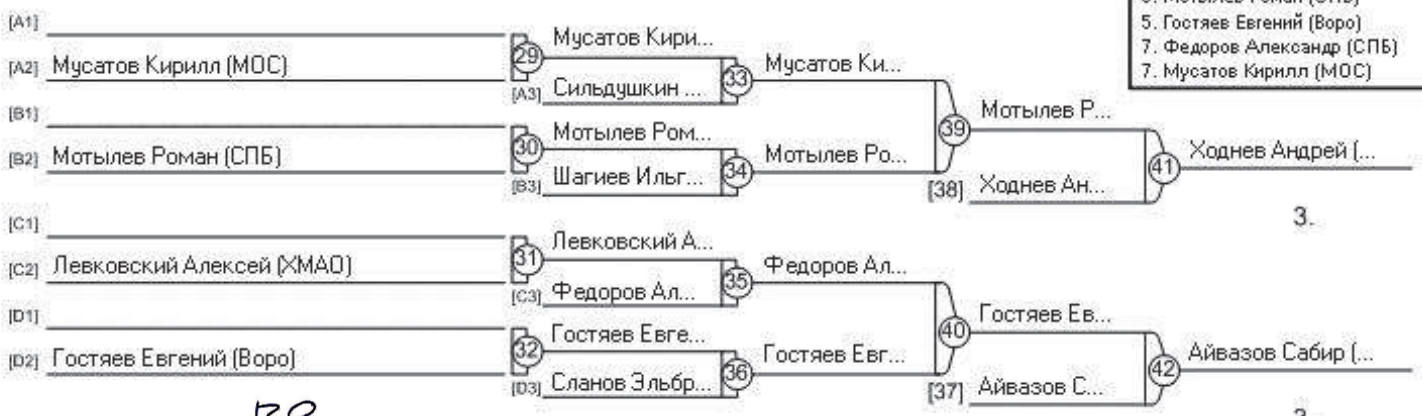 5. Гостяев Евгений (Воро)
7. Федоров Александр (СПБ)
7. Мусатов Кирилл (МОС)
[A1]
[A2] Мусатов Кирилл (МОС)
29
Мусатов Кири...
[A3] Сильдушкин ...
33
Мусатов Ки...
[B1]
[B2] Мотылев Роман (СПБ)
30
Мотылев Ром...
[B3] Шагиев Ильг...
34
Мотылев Ро...
39
Мотылев Р...
[38] Ходнев Ан...
41
Ходнев Андрей (...
3.
[C1]
[C2] Левковский Алексей (ХМАО)
31
Левковский А...
[C3] Федоров Ал...
35
Федоров Ал...
[D1]
[D2] Гостяев Евгений (Воро)
32
Гостяев Евге...
[D3] Сланов Эльбр...
36
Гостяев Евг...
40
Гостяев Ев...
[37] Айвазов С...
42
Айвазов Сабир (...